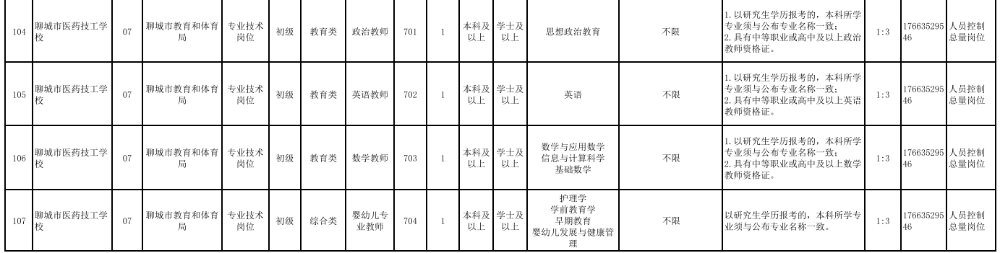 104
聊城市医药技工学
校
07
聊城市教育和体育
局
专业技术
岗位
初级
教育类
政治教师
701
1
本科及
以上
学士及
以上
思想政治教育
不限
1.以研究生学历报考的，本科所学
专业须与公布专业名称一致；
2.具有中等职业或高中及以上政治
教师资格证。
1:3
176635295
46
人员控制
总量岗位
105
聊城市医药技工学
校
07
聊城市教育和体育
局
专业技术
岗位
初级
教育类
英语教师
702
1
本科及
以上
学士及
以上
英语
不限
1.以研究生学历报考的，本科所学
专业须与公布专业名称一致；
2.具有中等职业或高中及以上英语
教师资格证。
1:3
176635295
46
人员控制
总量岗位
106
聊城市医药技工学
校
07
聊城市教育和体育
局
专业技术
岗位
初级
教育类
数学教师
703
1
本科及
以上
学士及
以上
数学与应用数学
信息与计算科学
基础数学
不限
1.以研究生学历报考的，本科所学
专业须与公布专业名称一致；
2.具有中等职业或高中及以上数学
教师资格证。
1:3
176635295
46
人员控制
总量岗位
107
聊城市医药技工学
校
07
聊城市教育和体育
局
专业技术
岗位
初级
综合类
婴幼儿专
业教师
704
1
本科及
以上
学士及
以上
护理学
学前教育学
早期教育
婴幼儿发展与健康管
理
不限
以研究生学历报考的，本科所学专
业须与公布专业名称一致。
1:3
176635295
46
人员控制
总量岗位